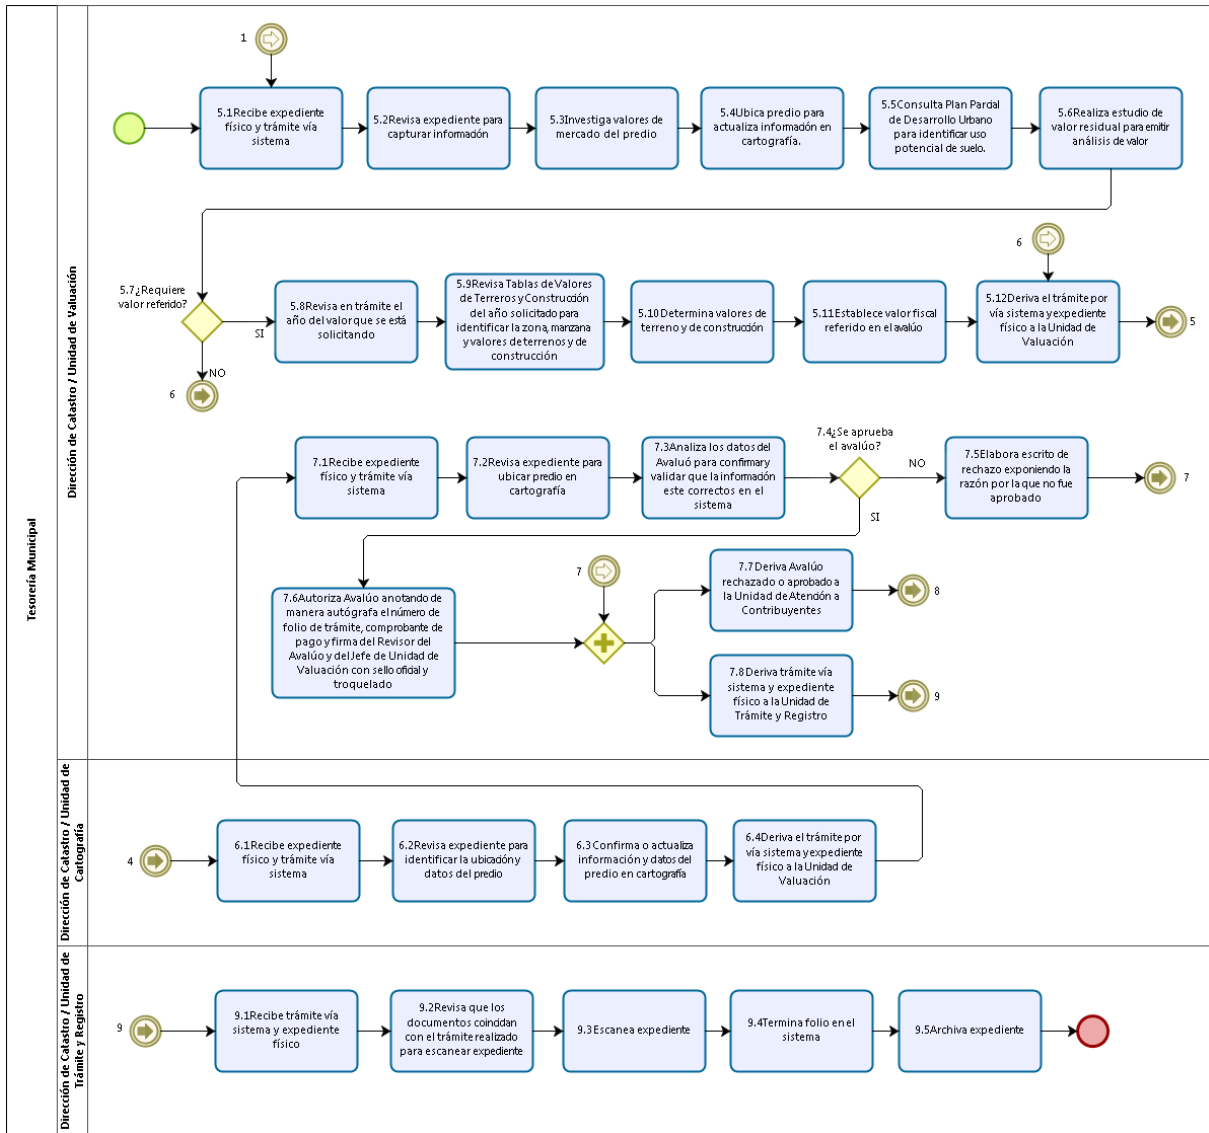 Tesorería Municipal
Dirección de Catastro / Unidad de Valuación
1
5.1Recibe expediente
físico y trámite vía
sistema
5.2Revisa expediente para
capturar información
5.3Investiga valores de
mercado del predio
5.4Ubica predio para
actualiza información en
cartografía.
5.5Consulta Plan Parcial
de Desarrollo Urbano
para identificar uso
potencial de suelo.
5.6Realiza estudio de
valor residual para emitir
análisis de valor
5.7¿Requiere
valor referido?
SI
NO
6
5.8Revisa en trámite el
año del valor que se está
solicitando
5.9Revisa Tablas de Valores
de Terreros y Construcción
del año solicitado para
identificar la zona, manzana
y valores de terrenos y de
construcción
5.10Determina valores de
terreno y de construcción
5.11Establece valor fiscal
referido en el avalúo
6
5.12Deriva el trámite por
vía sistema y expediente
físico a la Unidad de
Valuación
5
7.1Recibe expediente
físico y trámite vía
sistema
7.2Revisa expediente para
ubicar predio en
cartografía
7.3Analiza los datos del
Avaluó para confirmar y
validar que la información
este correctos en el
sistema
7.4¿Se aprueba
el avalúo?
NO
SI
7.5Elabora escrito de
rechazo exponiendo la
razón por la que no fue
aprobado
7
7.6Autoriza Avalúo anotando de
manera autógrafa el número de
folio de trámite, comprobante de
pago y firma del Revisor del
Avalúo y del Jefe de Unidad de
Valuación con sello oficial y
troquelado
7
7.7Deriva Avalúo
rechazado o aprobado a
la Unidad de Atención a
Contribuyentes
8
7.8Deriva trámite vía
sistema y expediente
físico a la Unidad de
Trámite y Registro
9
Dirección de Catastro / Unidad de
Cartografía
4
6.1Recibe expediente
físico y trámite vía
sistema
6.2Revisa expediente para
identificar la ubicación y
datos del predio
6.3Confirma o actualiza
información y datos del
predio en cartografía
6.4Deriva el trámite por
vía sistema y expediente
físico a la Unidad de
Valuación
Dirección de Catastro / Unidad de
Trámite y Registro
9
9.1Recibe trámite vía
sistema y expediente
físico
9.2Revisa que los
documentos coincidan
con el trámite realizado
para escanear expediente
9.3Escanea expediente
9.4Termina folio en el
sistema
9.5Archiva expediente